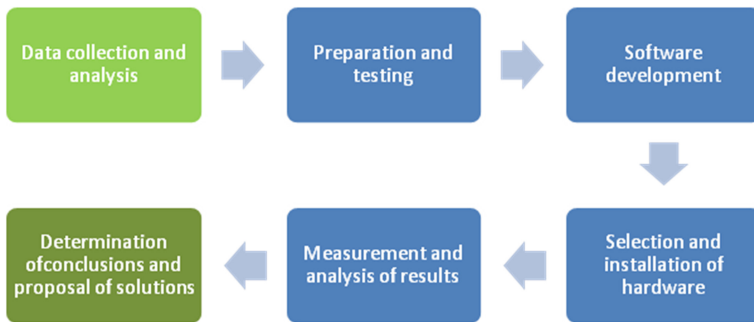 Data collection and
analysis
Preparation and
testing
Software
development
Selection and
installation of
hardware
Measurement and
analysis of results
Determination
ofconclusions and
proposal of solutions